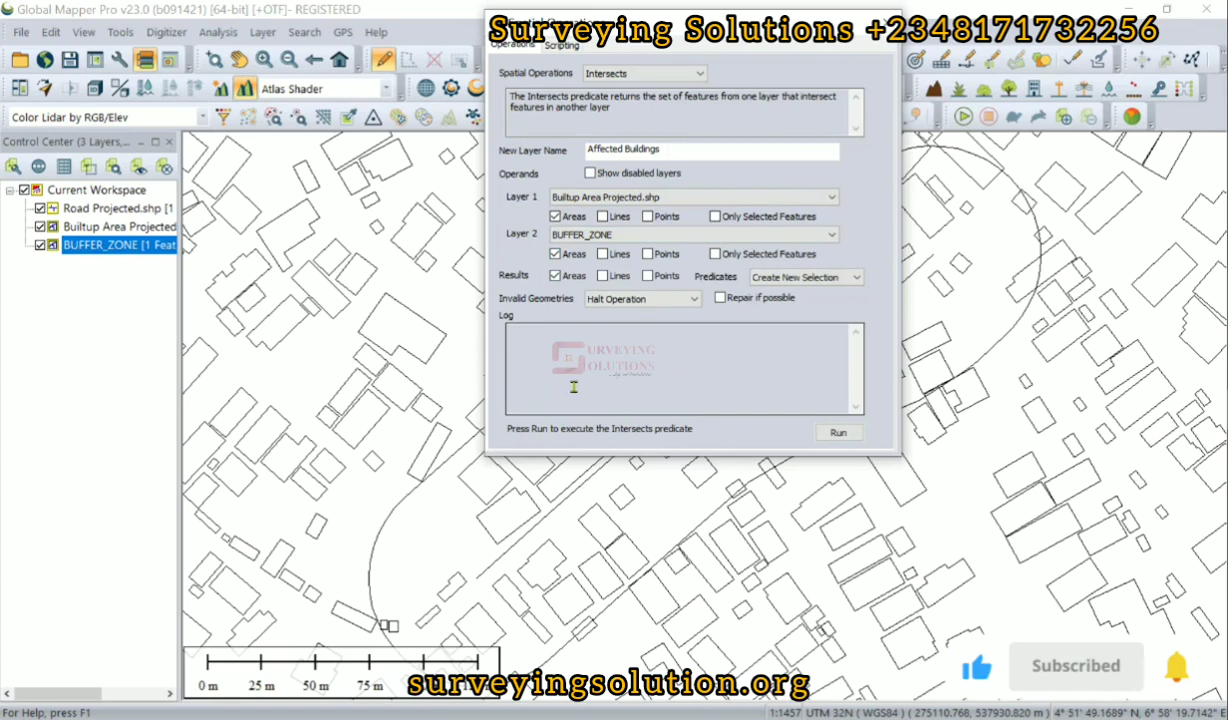 Global Mapper Pro v23.0 (b091421) [64-bit] [+OTF]- REGISTERED
Surveying Solutions +2348171732256
File Edit View Tools Digitizer Analysis Layer Search GPS Help
Operations Scripting
Spatial Operations Intersects
Atlas Shader
The Intersects predicate returns the set of features from one layer that intersect
features in another layer
Color Lidar by RGB/Elev
Control Center (3 Layers,
New Layer Name Affected Buildings
Operands Show disabled layers
Current Workspace
Layer 1 Builtup Area Projected.shp
Road Projected.shp [1
Areas Lines Points Only Selected Features
Builtup Area Projected
Layer 2 BUFFER_ZONE
BUFFER_ZONE [1 Feat
Areas Lines Points Only Selected Features
Results Areas Lines Points Predicates Create New Selection
Invalid Geometries Halt Operation Repair if possible
Log
SURVEYING
SOLUTIONS
Press Run to execute the Intersects predicate Run
Subscribed
0 m 25 m 50 m 75 m
surveyingsolution.org
For Help, press F1
1:1457 UTM 32N (WGS84) ( 275110.768, 537930.820 m ) 4° 51' 49.1689" N, 6° 58' 19.7142" E